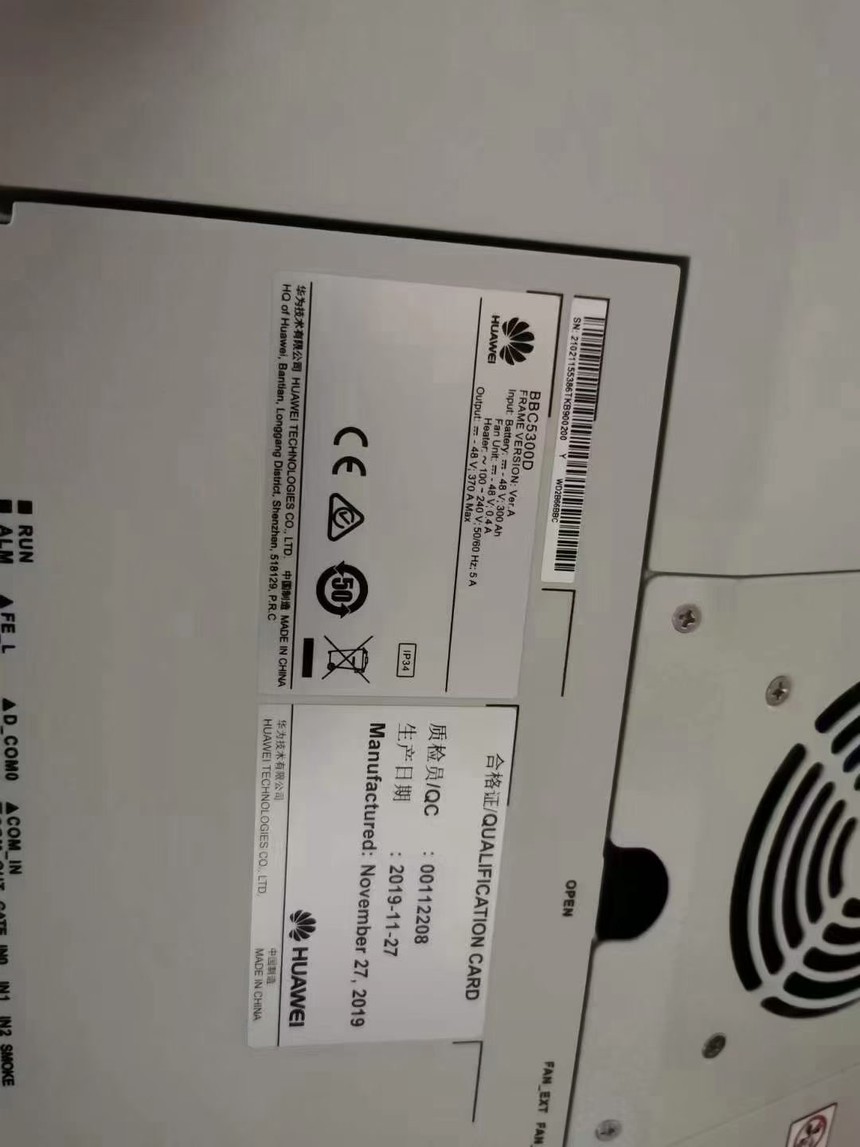 SN: 21021155386TKB900200 Y WD2B66BBC
HUAWEI
BBC5300D
FRAME VERSION: Ver.A
Input: Battery: ⎓ - 48 V; 300 Ah
Fan Unit: ⎓ - 48 V; 0.4 A
Heater: ～ 100 - 240 V; 50/60 Hz; 5 A
Output: ⎓ - 48 V; 370 A Max
IP34
CE
50
华为技术有限公司 HUAWEI TECHNOLOGIES CO., LTD. 中国制造 MADE IN CHINA
HQ of Huawei, Bantian, Longgang District, Shenzhen, 518129, P.R.C
合格证/QUALIFICATION CARD
质检员/QC : 00112208
生产日期 : 2019-11-27
Manufactured: November 27, 2019
HUAWEI
华为技术有限公司 中国制造
HUAWEI TECHNOLOGIES CO., LTD. MADE IN CHINA
OPEN
FAN_EXT FAN
RUN
ALM
FE_L
D_COM0
COM_IN
IN1 IN2 SMOKE